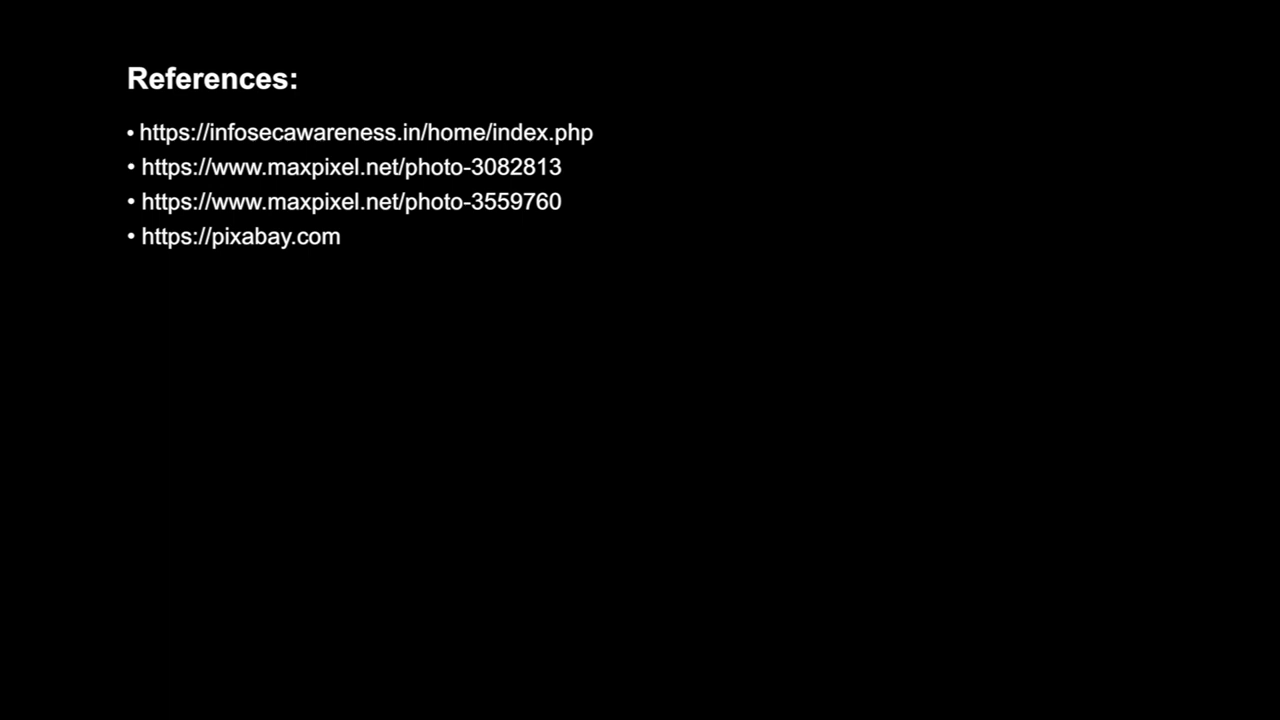 References:
• https://infosecawareness.in/home/index.php
• https://www.maxpixel.net/photo-3082813
• https://www.maxpixel.net/photo-3559760
• https://pixabay.com